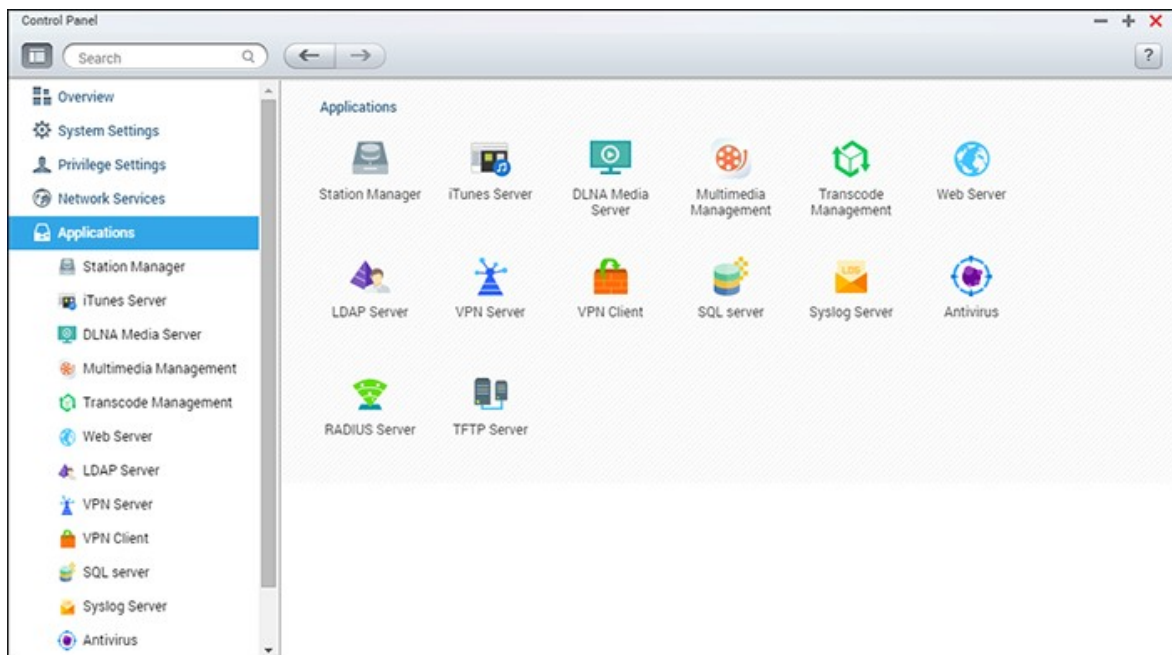 Control Panel
Search
?
Overview
System Settings
Privilege Settings
Network Services
Applications
Station Manager
iTunes Server
DLNA Media Server
Multimedia Management
Transcode Management
Web Server
LDAP Server
VPN Server
VPN Client
SQL server
Syslog Server
Antivirus
Applications
Station Manager
iTunes Server
DLNA Media
Server
Multimedia
Management
Transcode
Management
Web Server
LDAP Server
VPN Server
VPN Client
SQL server
LOG
Syslog Server
Antivirus
RADIUS Server
TFTP Server